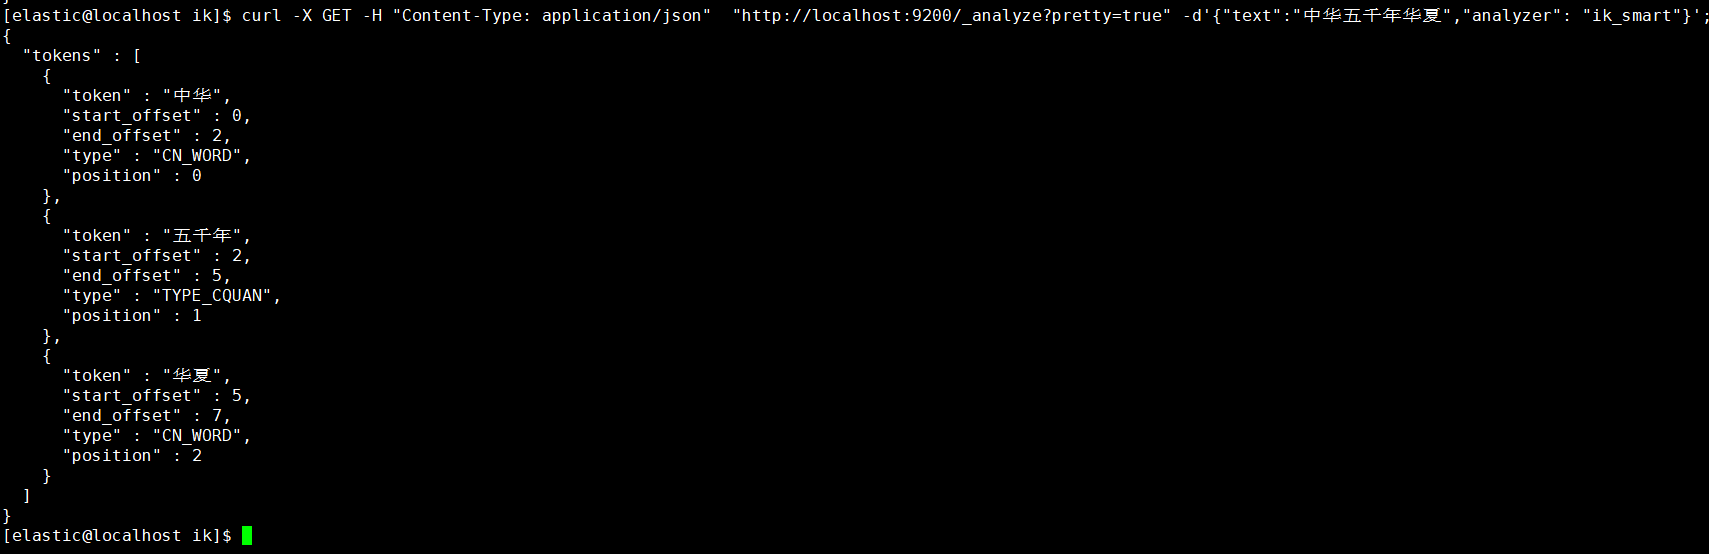 [elastic@localhost ik]$ curl -X GET -H "Content-Type: application/json"  "http://localhost:9200/_analyze?pretty=true" -d'{"text":"中华五千年华夏","analyzer": "ik_smart"}';
{
  "tokens" : [
    {
      "token" : "中华",
      "start_offset" : 0,
      "end_offset" : 2,
      "type" : "CN_WORD",
      "position" : 0
    },
    {
      "token" : "五千年",
      "start_offset" : 2,
      "end_offset" : 5,
      "type" : "TYPE_CQUAN",
      "position" : 1
    },
    {
      "token" : "华夏",
      "start_offset" : 5,
      "end_offset" : 7,
      "type" : "CN_WORD",
      "position" : 2
    }
  ]
}
[elastic@localhost ik]$